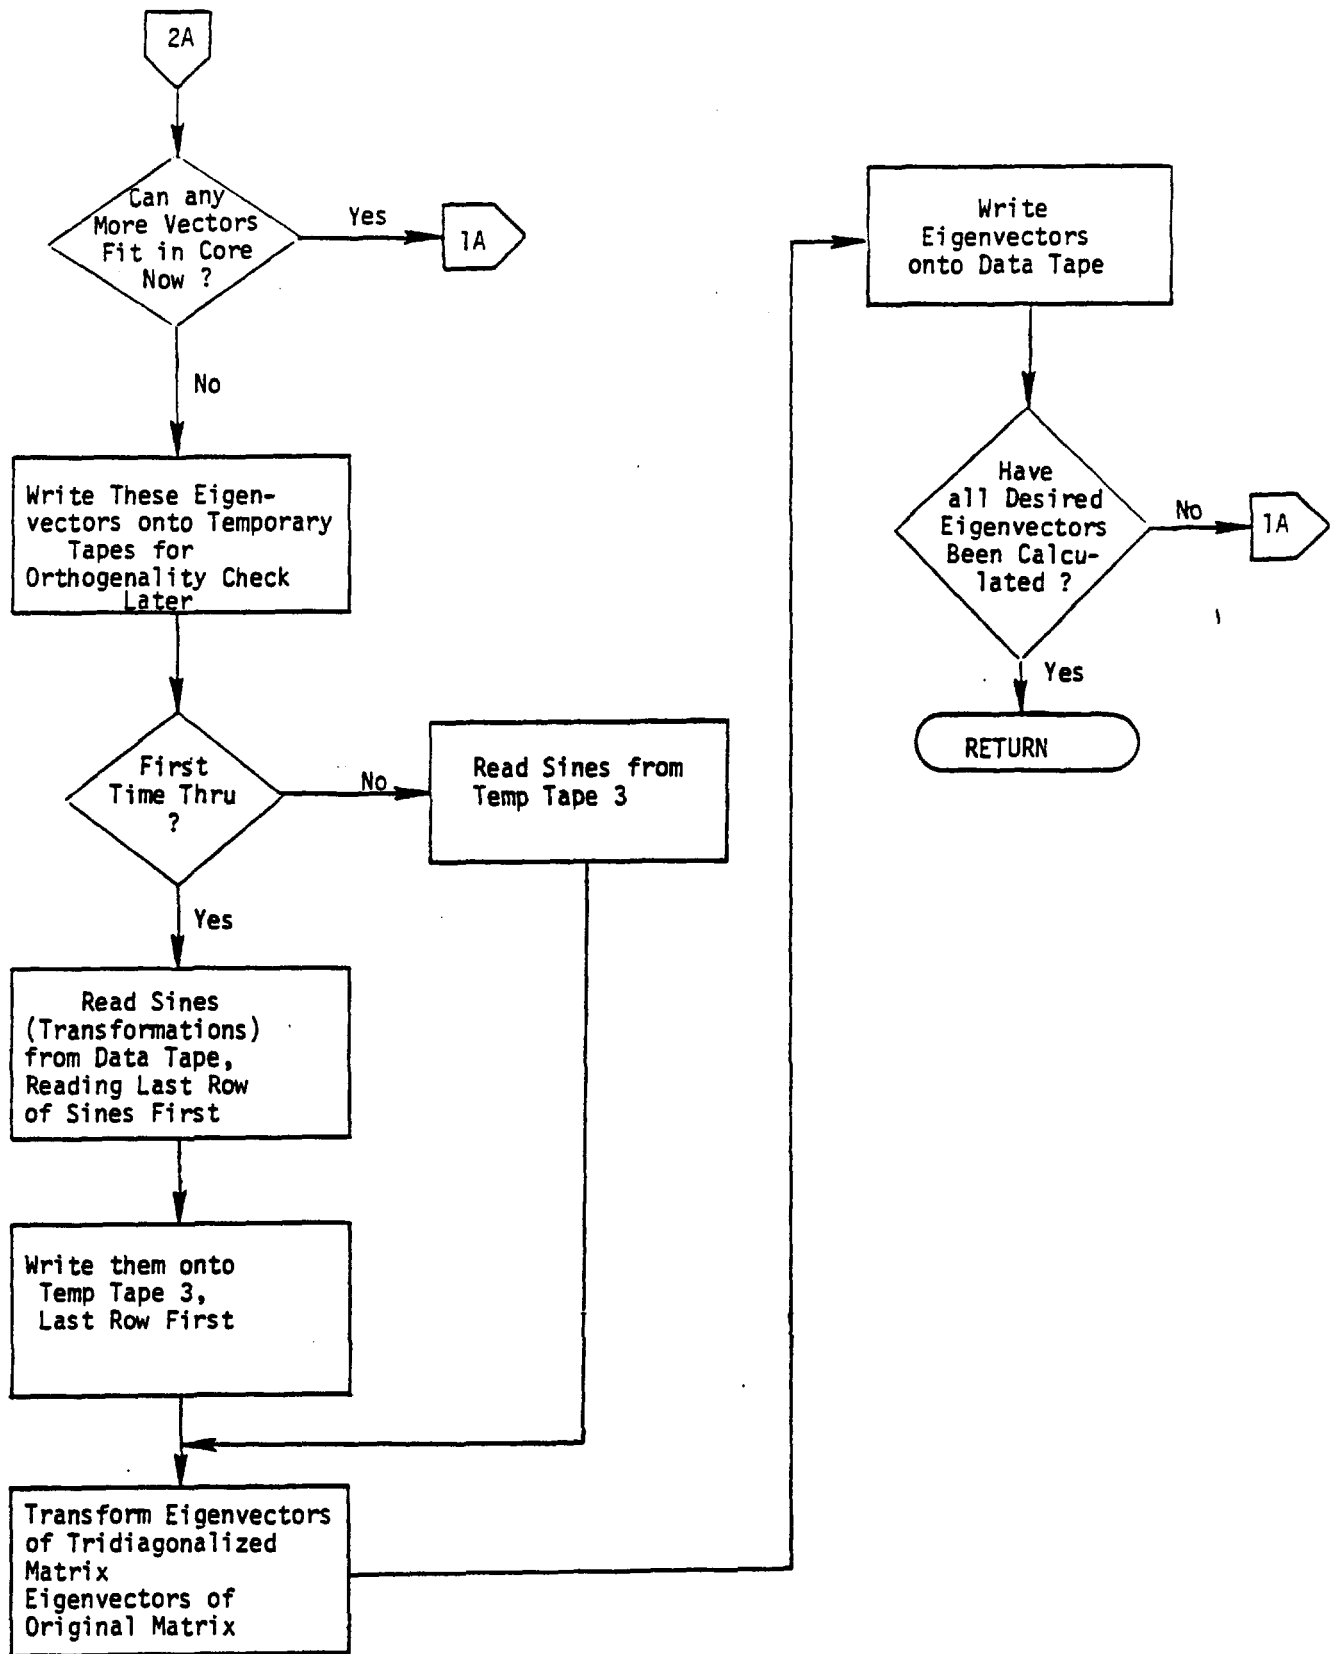 2A
Can any
More Vectors
Fit in Core
Now ?
Yes
1A
No
Write These Eigen-
vectors onto Temporary
Tapes for
Orthogenality Check
Later
First
Time Thru
?
No
Read Sines from
Temp Tape 3
Yes
Read Sines
(Transformations)
from Data Tape,
Reading Last Row
of Sines First
Write them onto
Temp Tape 3,
Last Row First
Transform Eigenvectors
of Tridiagonalized
Matrix
Eigenvectors of
Original Matrix
Write
Eigenvectors
onto Data Tape
Have
all Desired
Eigenvectors
Been Calcu-
lated ?
No
1A
Yes
RETURN